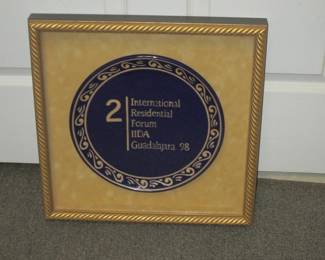 2
International
Residential
Forum
IIDA
Guadalajara 98